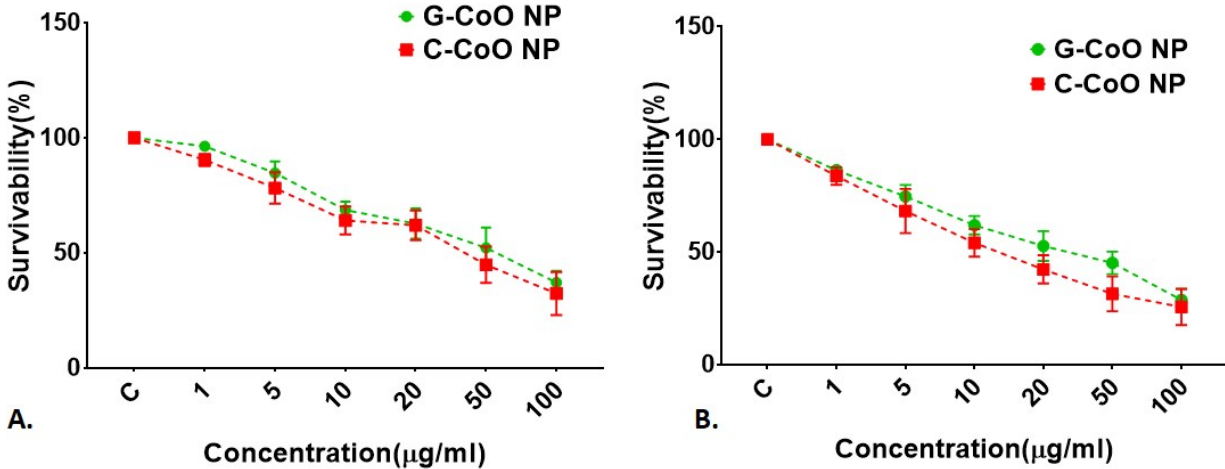 150
100
50
0
Survivability(%)
G-CoO NP
C-CoO NP
C 1 5 10 20 50 100
Concentration(μg/ml)
A.
150
100
50
0
Survivability(%)
G-CoO NP
C-CoO NP
C 1 5 10 20 50 100
Concentration(μg/ml)
B.